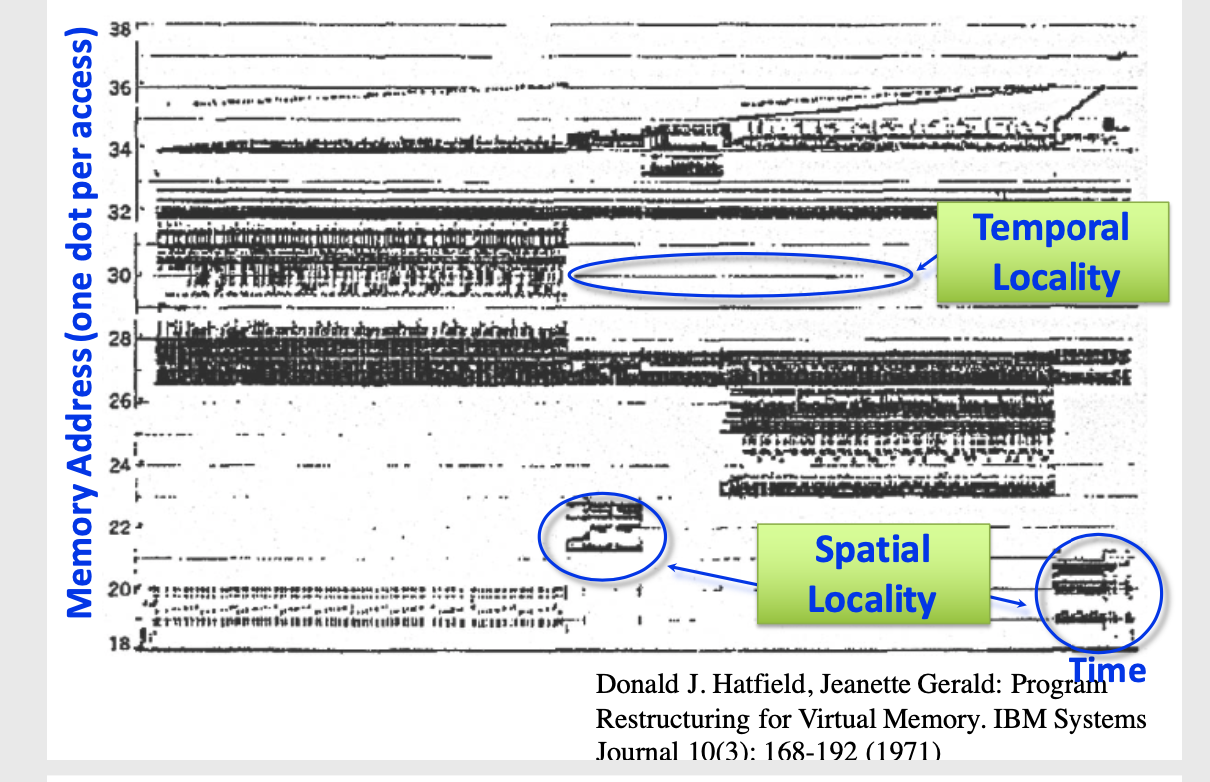 Memory Address (one dot per access)
38
36
34
32
30
28
26
24
22
20
18
Temporal
Locality
Spatial
Locality
Time
Donald J. Hatfield, Jeanette Gerald: Program
Restructuring for Virtual Memory. IBM Systems
Journal 10(3): 168-192 (1971)